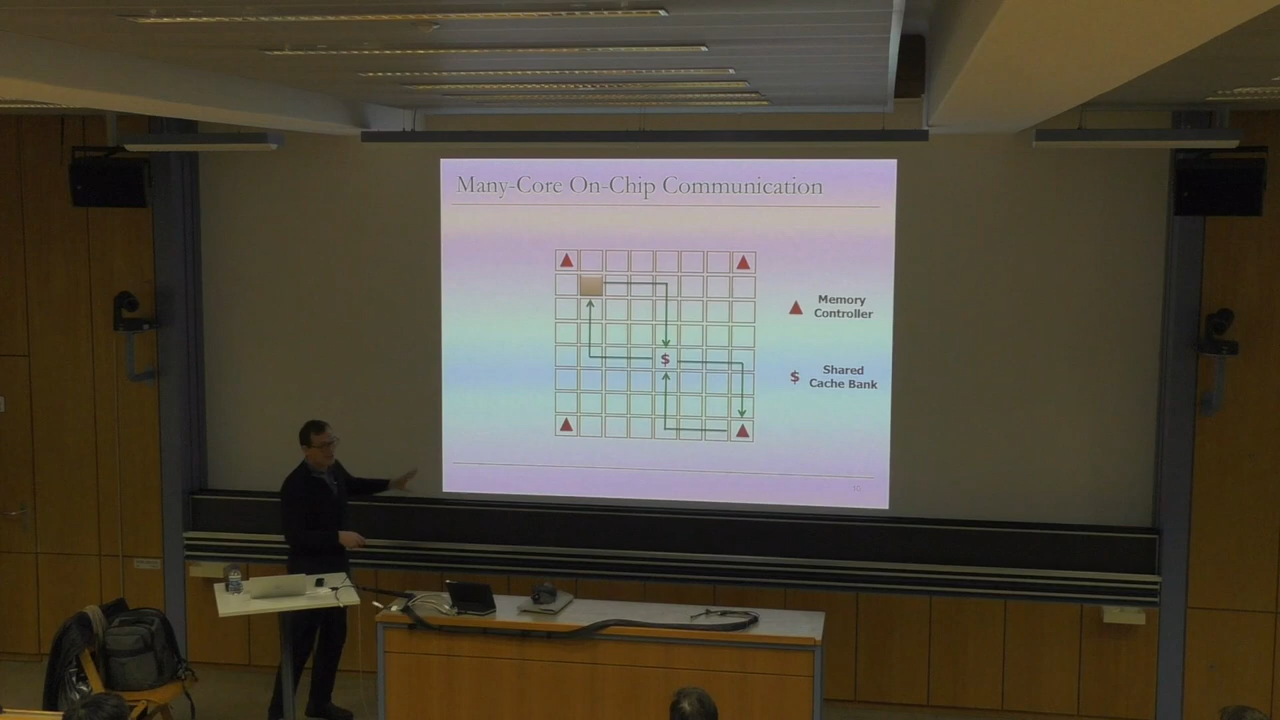 Many-Core On-Chip Communication
$
Memory
Controller
$
Shared
Cache Bank